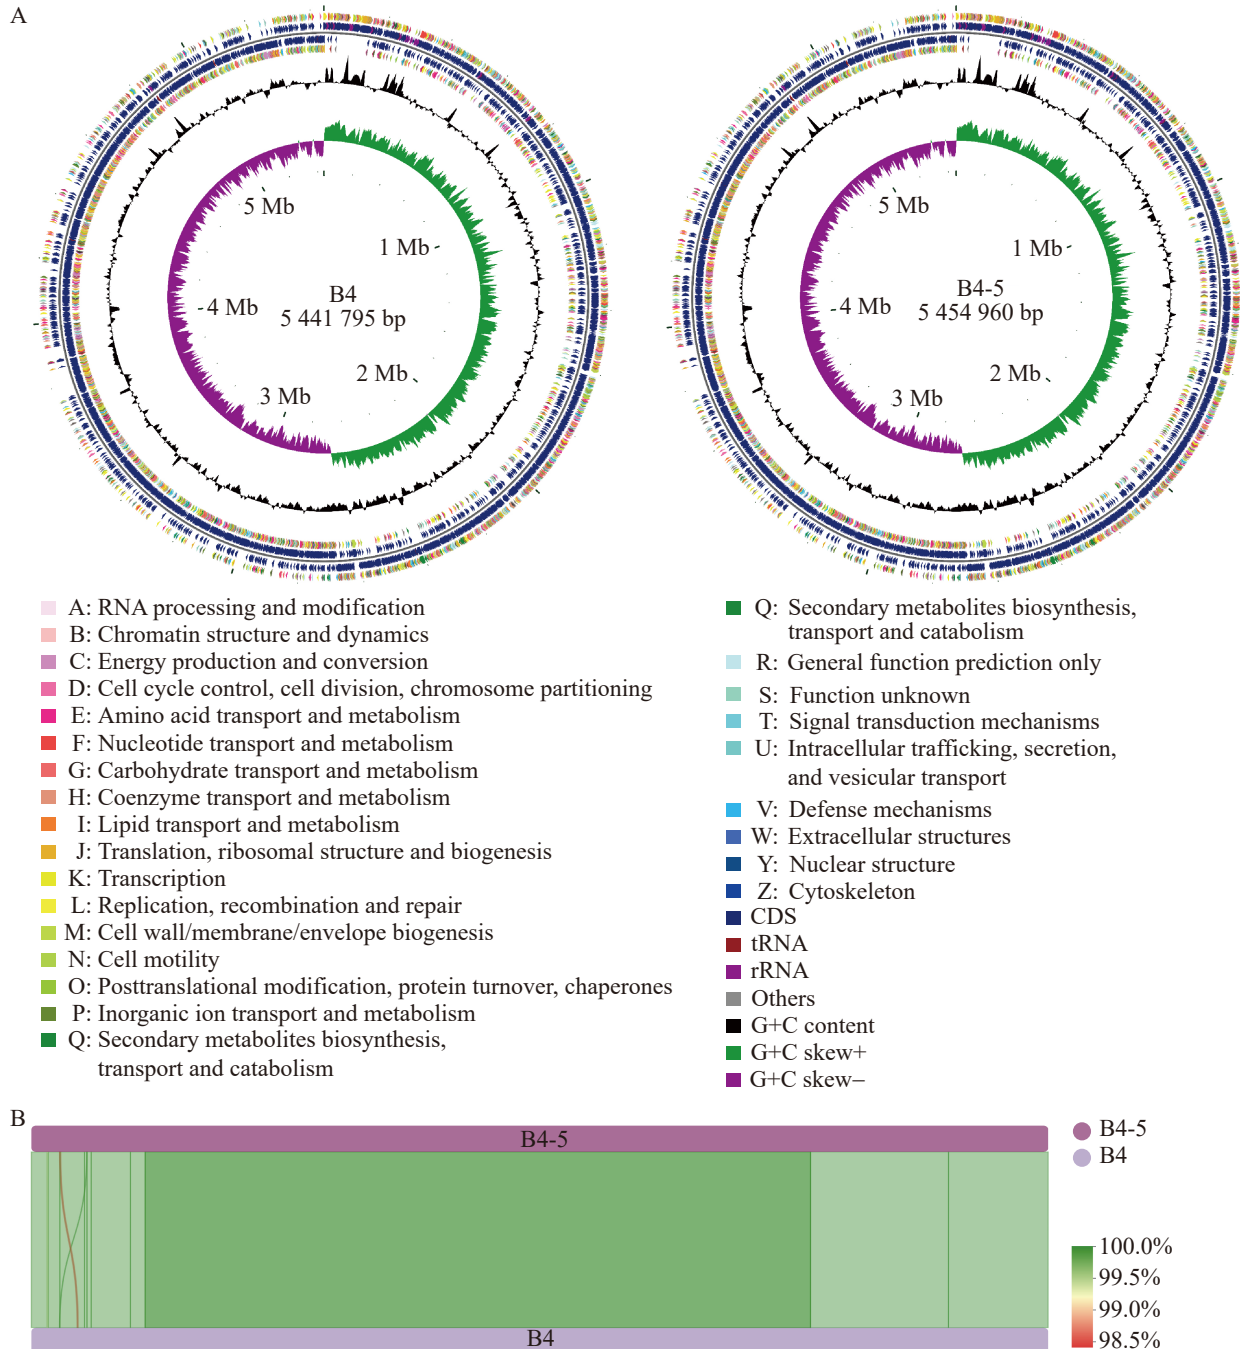 A
5 Mb
1 Mb
B4
5 441 795 bp
4 Mb
2 Mb
3 Mb
5 Mb
1 Mb
B4-5
5 454 960 bp
4 Mb
2 Mb
3 Mb
A: RNA processing and modification
B: Chromatin structure and dynamics
C: Energy production and conversion
D: Cell cycle control, cell division, chromosome partitioning
E: Amino acid transport and metabolism
F: Nucleotide transport and metabolism
G: Carbohydrate transport and metabolism
H: Coenzyme transport and metabolism
I: Lipid transport and metabolism
J: Translation, ribosomal structure and biogenesis
K: Transcription
L: Replication, recombination and repair
M: Cell wall/membrane/envelope biogenesis
N: Cell motility
O: Posttranslational modification, protein turnover, chaperones
P: Inorganic ion transport and metabolism
Q: Secondary metabolites biosynthesis,
transport and catabolism
Q: Secondary metabolites biosynthesis,
transport and catabolism
R: General function prediction only
S: Function unknown
T: Signal transduction mechanisms
U: Intracellular trafficking, secretion,
and vesicular transport
V: Defense mechanisms
W: Extracellular structures
Y: Nuclear structure
Z: Cytoskeleton
CDS
tRNA
rRNA
Others
G+C content
G+C skew+
G+C skew–
B
B4-5
B4
B4-5
B4
100.0%
99.5%
99.0%
98.5%